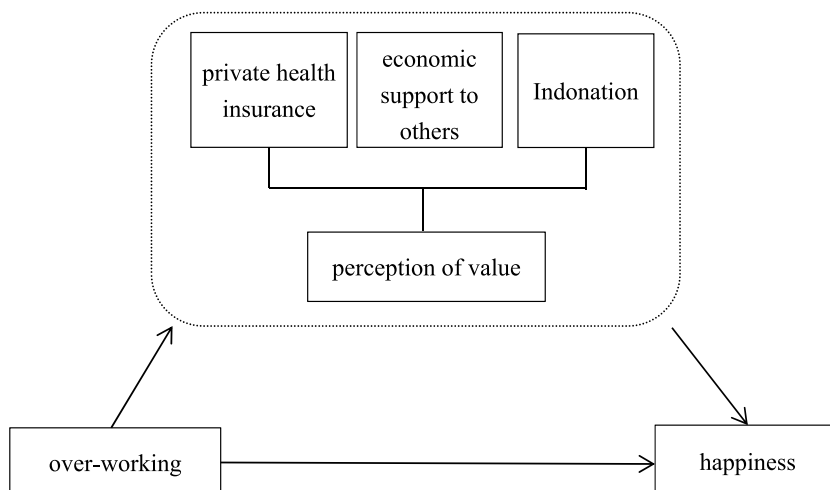 private health
insurance
economic
support to
others
Indonation
perception of value
over-working
happiness